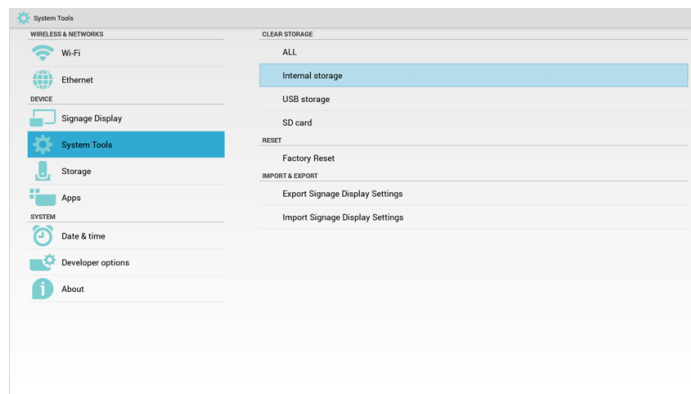 System Tools
WIRELESS & NETWORKS
Wi-Fi
Ethernet
DEVICE
Signage Display
System Tools
Storage
Apps
SYSTEM
Date & time
Developer options
About
CLEAR STORAGE
ALL
Internal storage
USB storage
SD card
RESET
Factory Reset
IMPORT & EXPORT
Export Signage Display Settings
Import Signage Display Settings